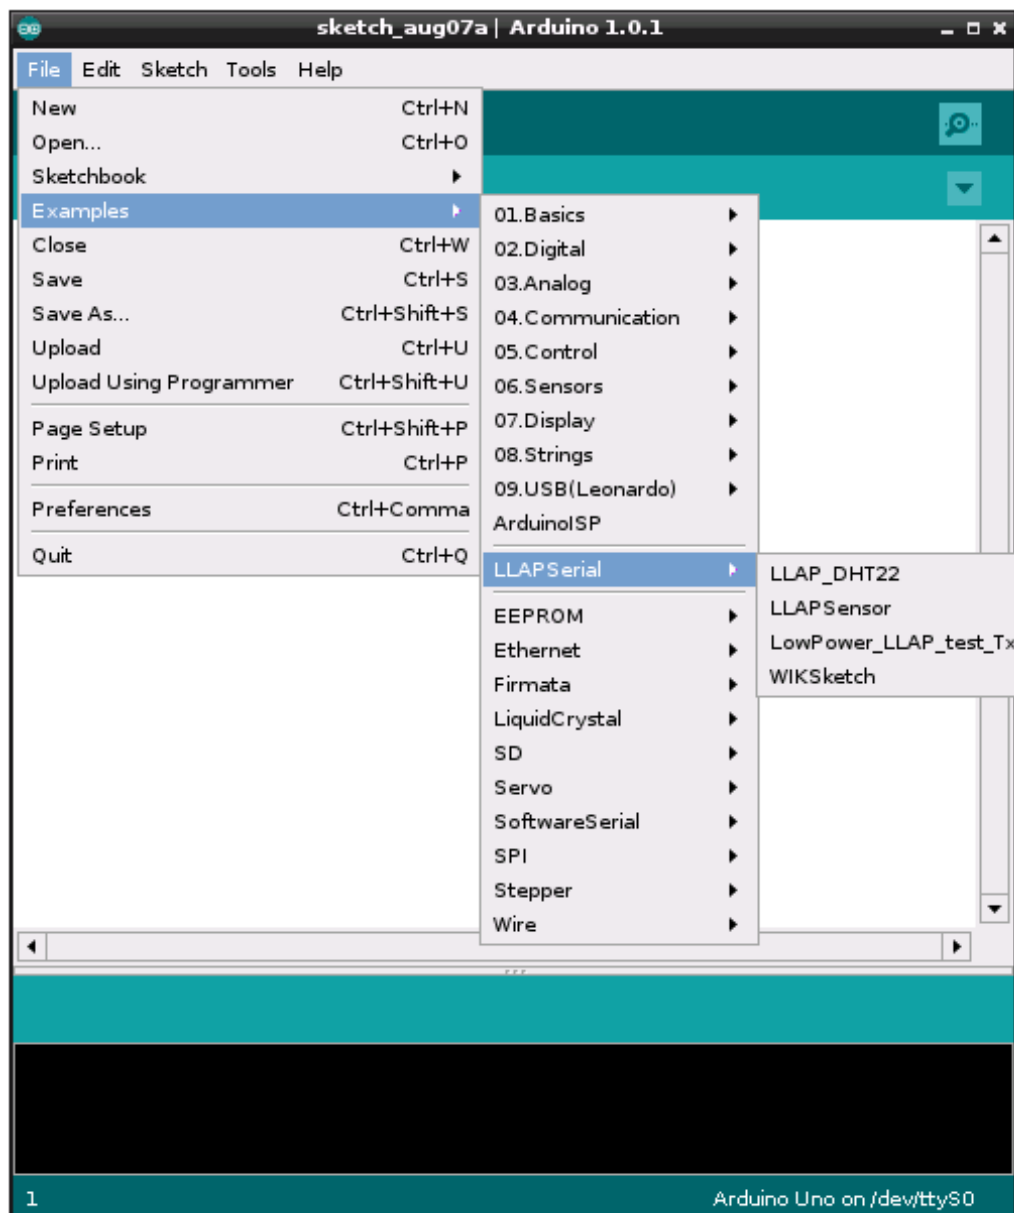 sketch_aug07a | Arduino 1.0.1
File Edit Sketch Tools Help
New Ctrl+N
Open... Ctrl+O
Sketchbook
Examples
Close Ctrl+W
Save Ctrl+S
Save As... Ctrl+Shift+S
Upload Ctrl+U
Upload Using Programmer Ctrl+Shift+U
Page Setup Ctrl+Shift+P
Print Ctrl+P
Preferences Ctrl+Comma
Quit Ctrl+Q
01.Basics
02.Digital
03.Analog
04.Communication
05.Control
06.Sensors
07.Display
08.Strings
09.USB(Leonardo)
ArduinoISP
LLAPSerial
EEPROM
Ethernet
Firmata
LiquidCrystal
SD
Servo
SoftwareSerial
SPI
Stepper
Wire
LLAP_DHT22
LLAPSensor
LowPower_LLAP_test_Tx
WIKSketch
1 Arduino Uno on /dev/ttyS0